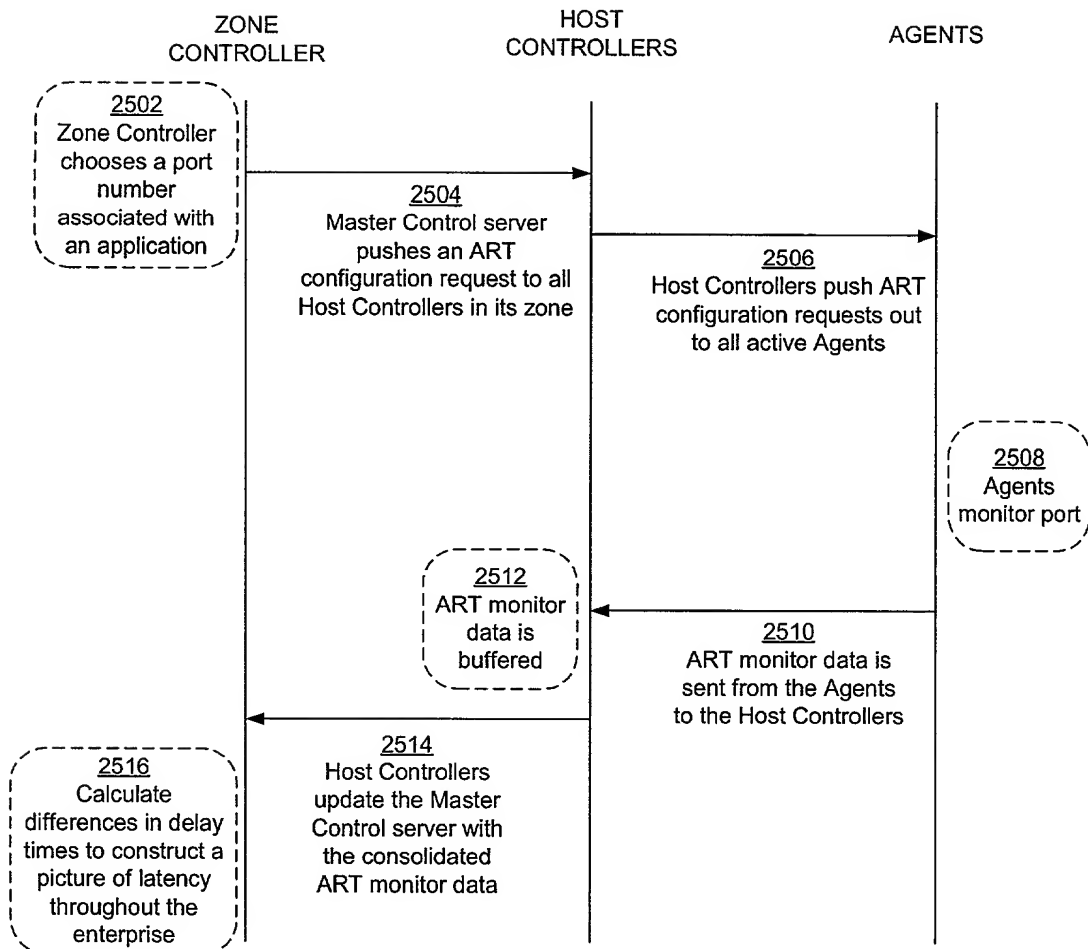 ZONE
CONTROLLER
HOST
CONTROLLERS
AGENTS
2502
Zone Controller
chooses a port
number
associated with
an application
2504
Master Control server
pushes an ART
configuration request to all
Host Controllers in its zone
2506
Host Controllers push ART
configuration requests out
to all active Agents
2508
Agents
monitor port
2512
ART monitor
data is
buffered
2510
ART monitor data is
sent from the Agents
to the Host Controllers
2514
Host Controllers
update the Master
Control server with
the consolidated
ART monitor data
2516
Calculate
differences in delay
times to construct a
picture of latency
throughout the
enterprise